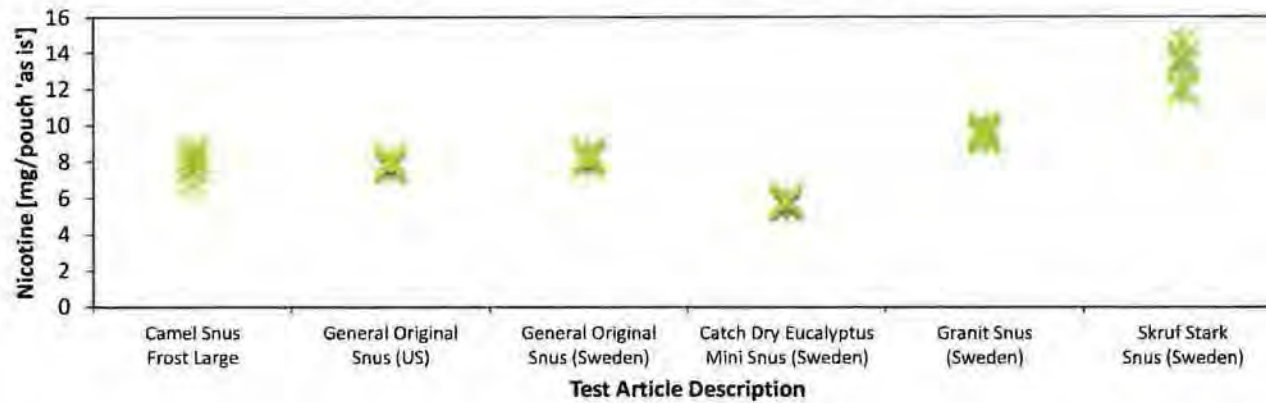 Nicotine [mg/pouch 'as is']
16
14
12
10
8
6
4
2
0
Camel Snus
Frost Large
General Original
Snus (US)
General Original
Snus (Sweden)
Catch Dry Eucalyptus
Mini Snus (Sweden)
Granit Snus
(Sweden)
Skruf Stark
Snus (Sweden)
Test Article Description